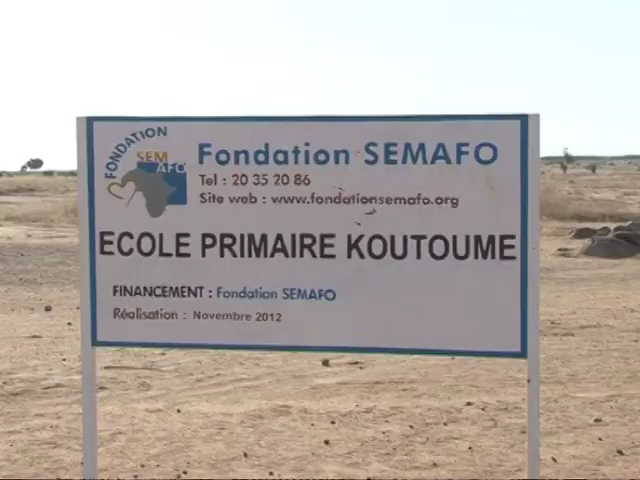 FONDATION
SEM
AFO
Fondation SEMAFO
Tel : 20 35 20 86
Site web : www.fondationsemafo.org
ECOLE PRIMAIRE KOUTOUME
FINANCEMENT : Fondation SEMAFO
Réalisation : Novembre 2012